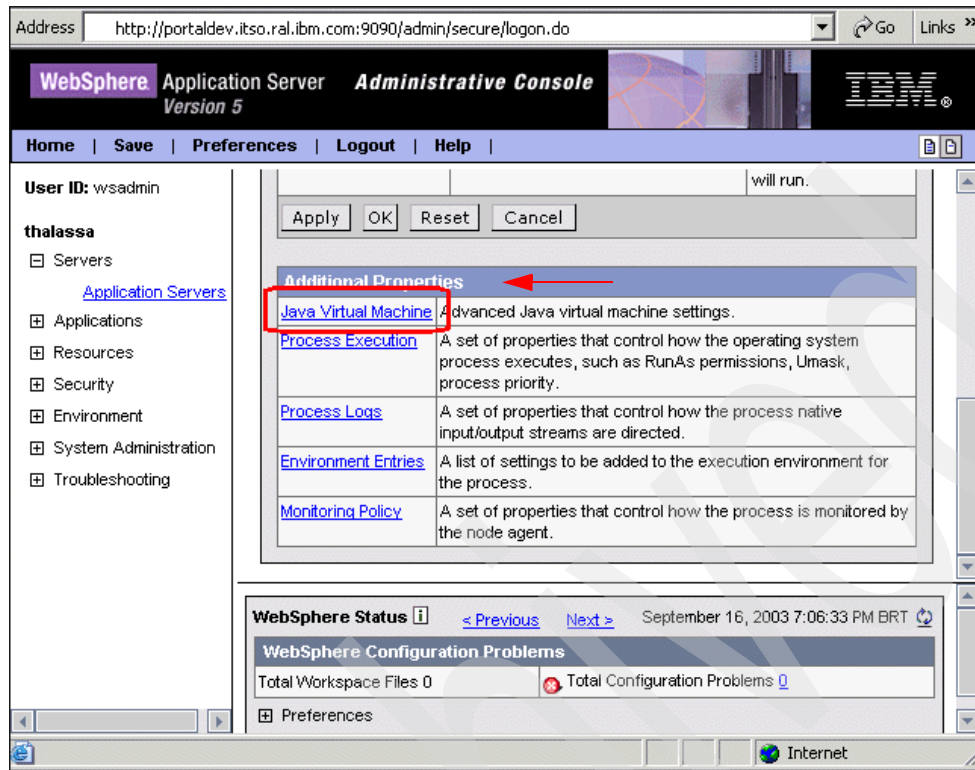 Address http://portaldev.itso.ral.ibm.com:9090/admin/secure/logon.do Go Links »
WebSphere. Application Server Administrative Console
Version 5
IBM®
Home | Save | Preferences | Logout | Help |
User ID: wsadmin
thalassa
Servers
Application Servers
Applications
Resources
Security
Environment
System Administration
Troubleshooting
will run.
Apply OK Reset Cancel
Additional Properties
Java Virtual Machine Advanced Java virtual machine settings.
Process Execution A set of properties that control how the operating system
process executes, such as RunAs permissions, Umask,
process priority.
Process Logs A set of properties that control how the process native
input/output streams are directed.
Environment Entries A list of settings to be added to the execution environment for
the process.
Monitoring Policy A set of properties that control how the process is monitored by
the node agent.
WebSphere Status i < Previous Next > September 16, 2003 7:06:33 PM BRT
WebSphere Configuration Problems
Total Workspace Files 0 Total Configuration Problems 0
Preferences
Internet